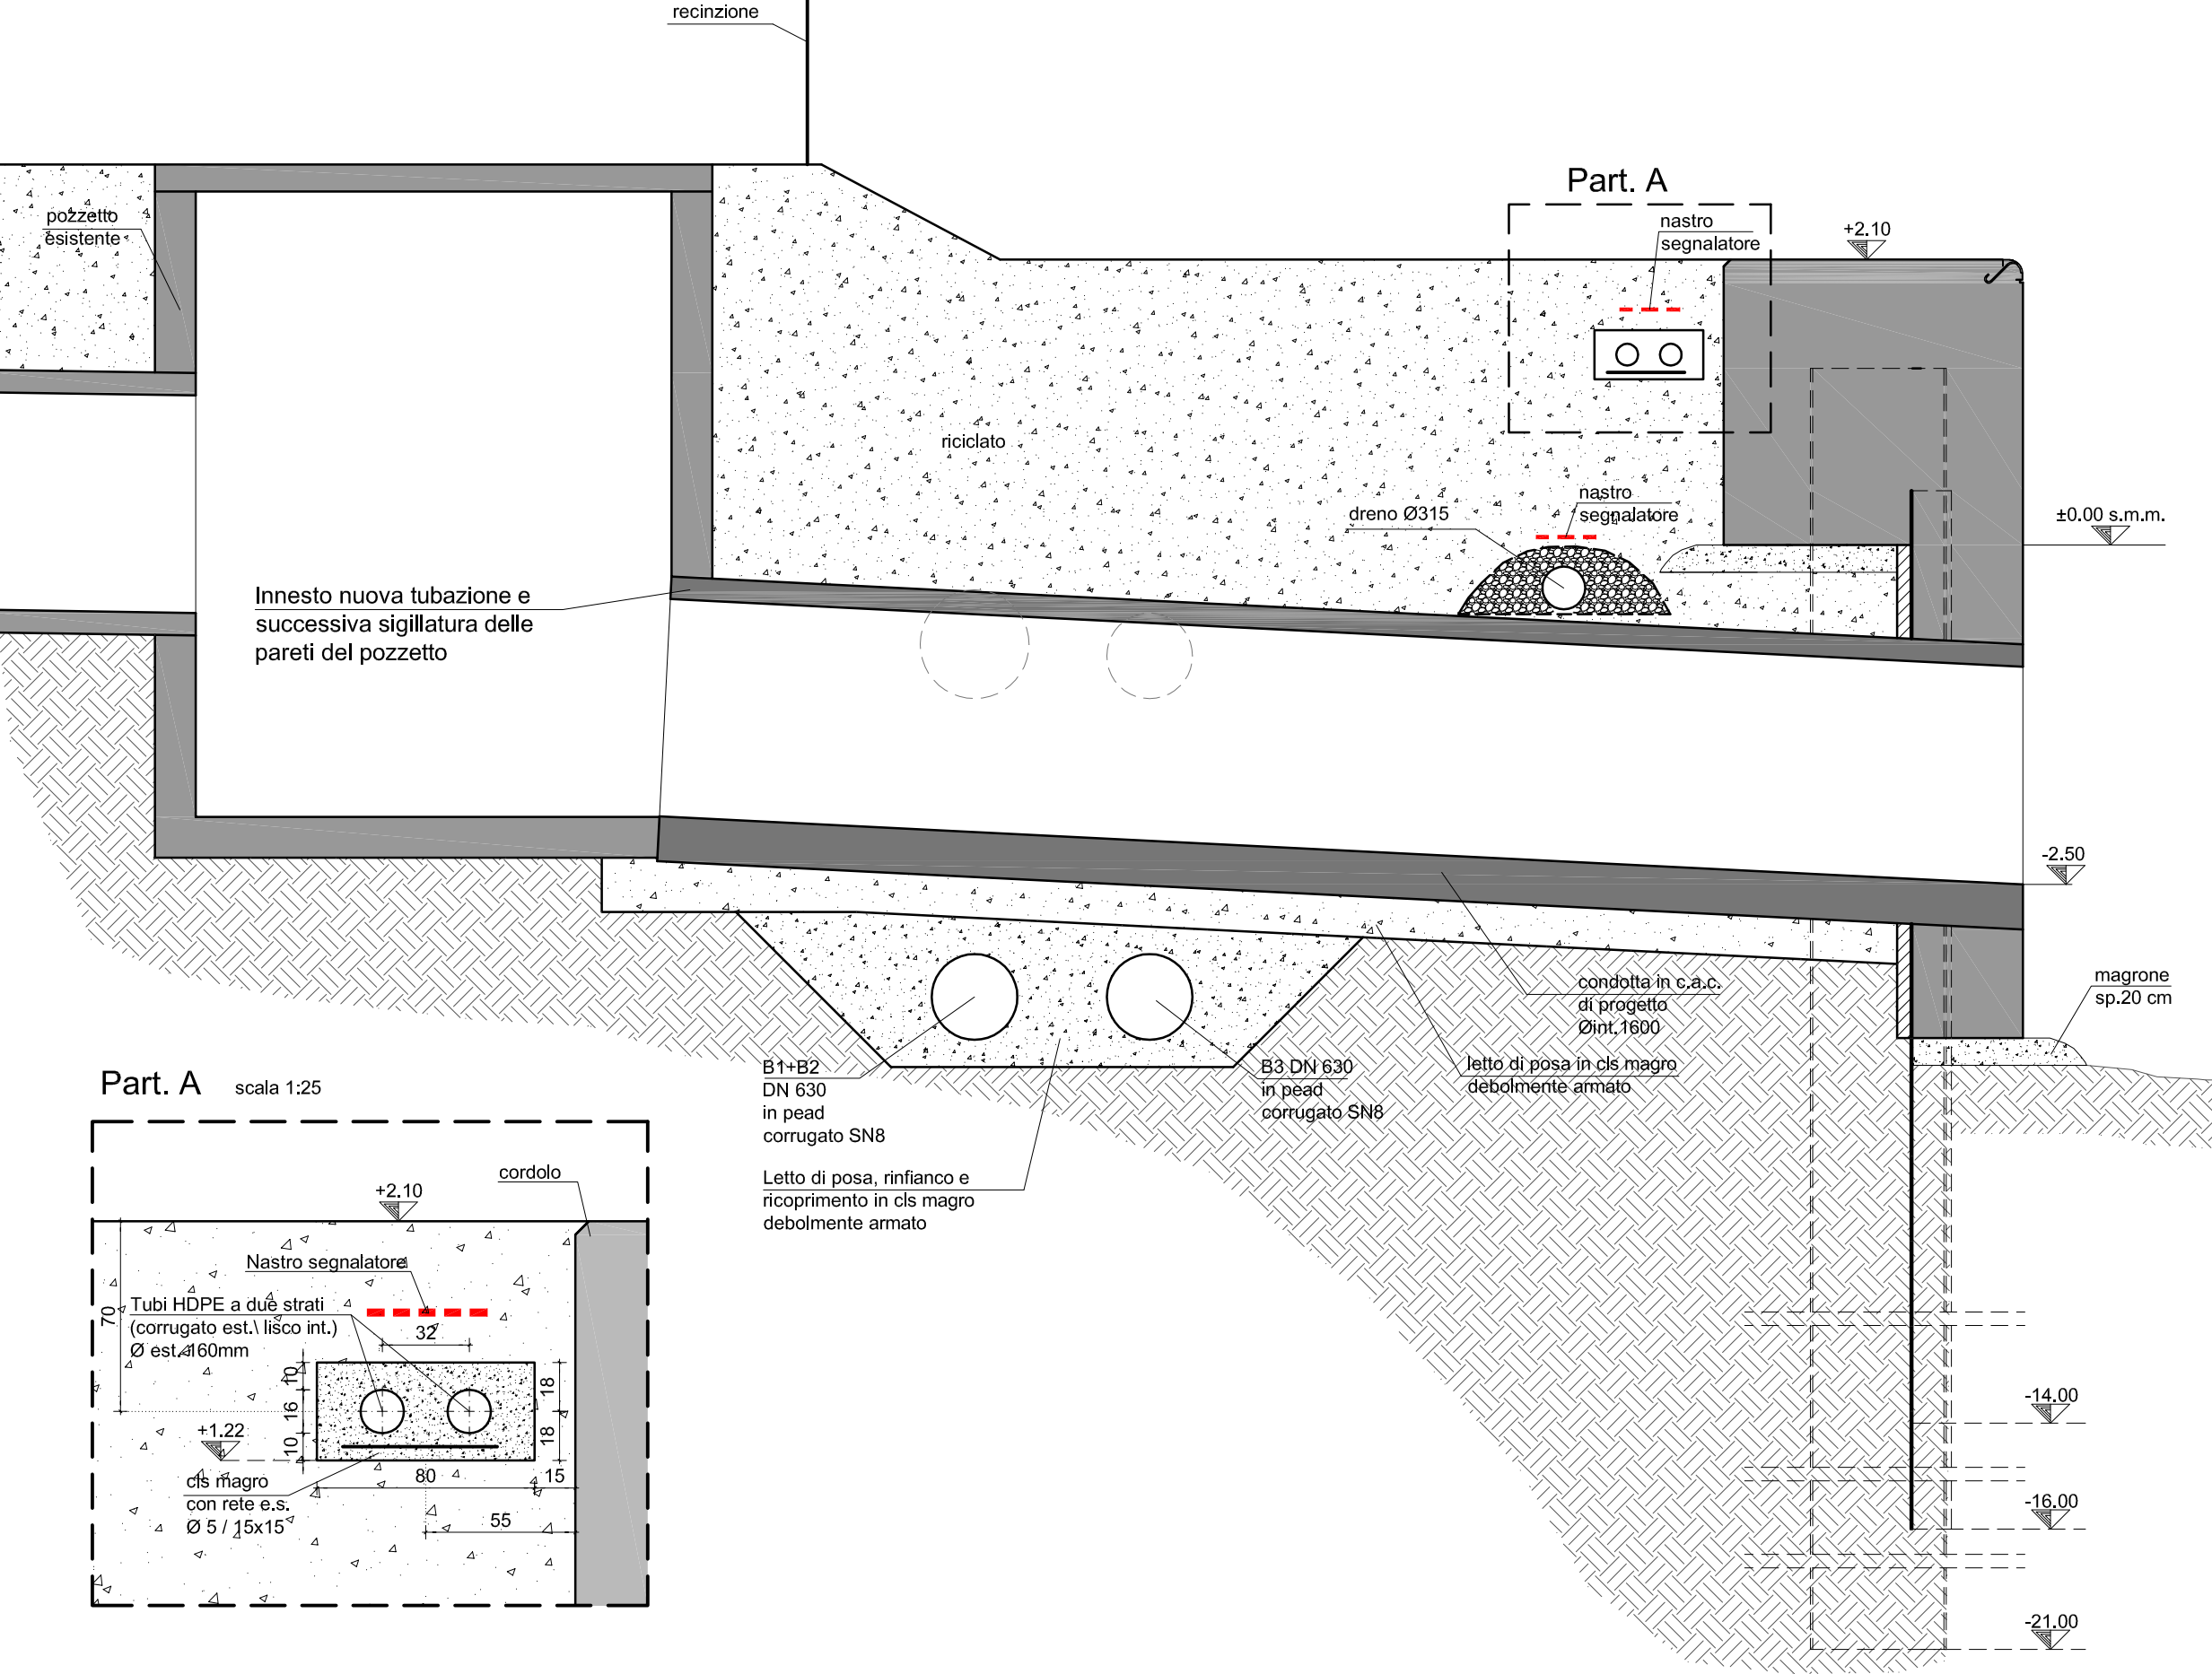 recinzione
Part. A
nastro
segnalatore
+2.10
pozzetto
esistente
riciclato
nastro
segnalatore
dreno Ø315
±0.00 s.m.m.
Innesto nuova tubazione e
successiva sigillatura delle
pareti del pozzetto
-2.50
magrone
sp.20 cm
condotta in c.a.c.
di progetto
Øint.1600
B1+B2
DN 630
in pead
corrugato SN8
B3 DN 630
in pead
corrugato SN8
letto di posa in cls magro
debolmente armato
Letto di posa, rinfianco e
ricoprimento in cls magro
debolmente armato
Part. A scala 1:25
cordolo
+2.10
Nastro segnalatore
Tubi HDPE a due strati
(corrugato est.\ lisco int.)
Ø est. 160mm
70
32
10
16
10
18
18
+1.22
80
15
cls magro
con rete e.s.
Ø 5 / 15x15
55
-14.00
-16.00
-21.00